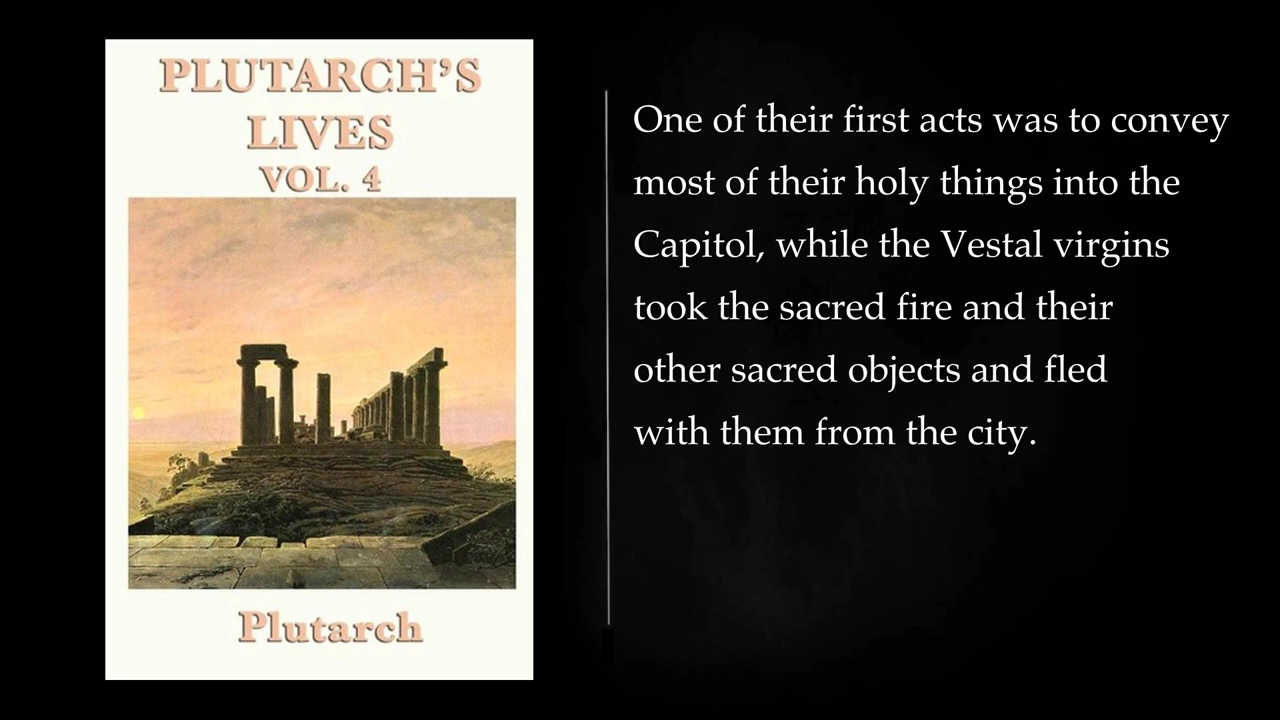 PLUTARCH'S
LIVES
VOL. 4
Plutarch
One of their first acts was to convey
most of their holy things into the
Capitol, while the Vestal virgins
took the sacred fire and their
other sacred objects and fled
with them from the city.